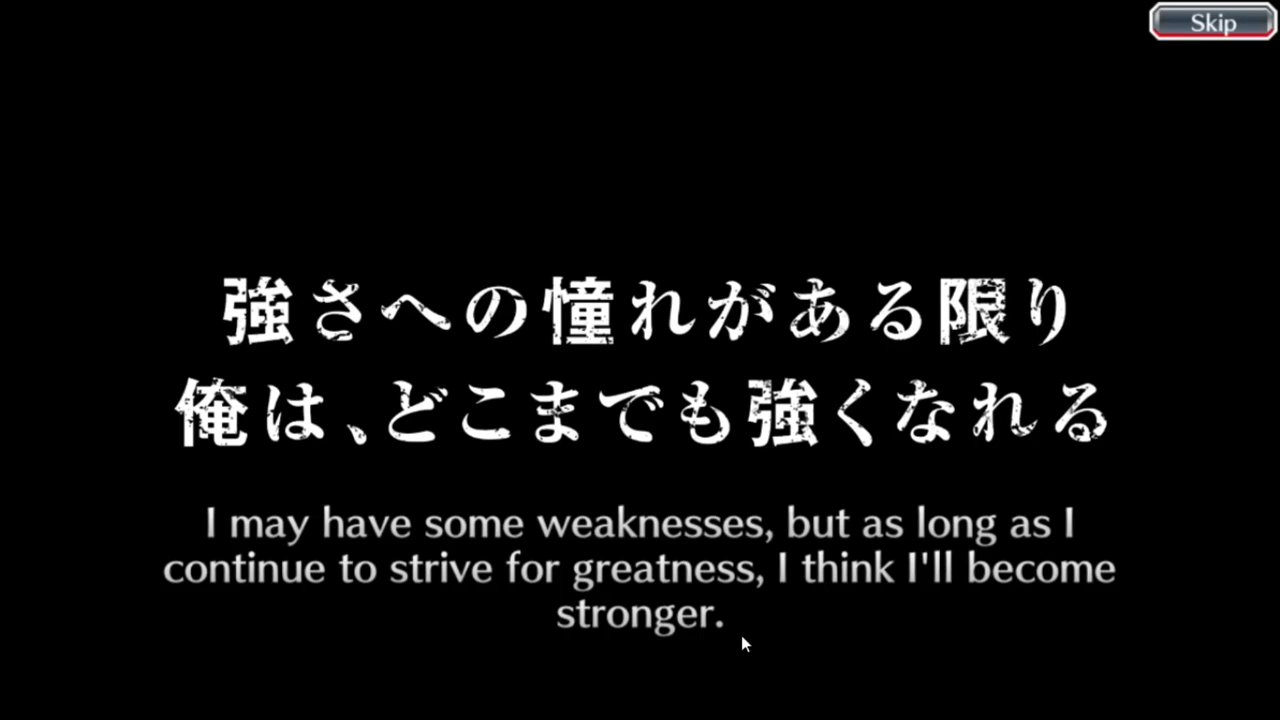 Skip
強さへの憧れがある限り
俺は、どこまでも強くなれる
I may have some weaknesses, but as long as I
continue to strive for greatness, I think I'll become
stronger.